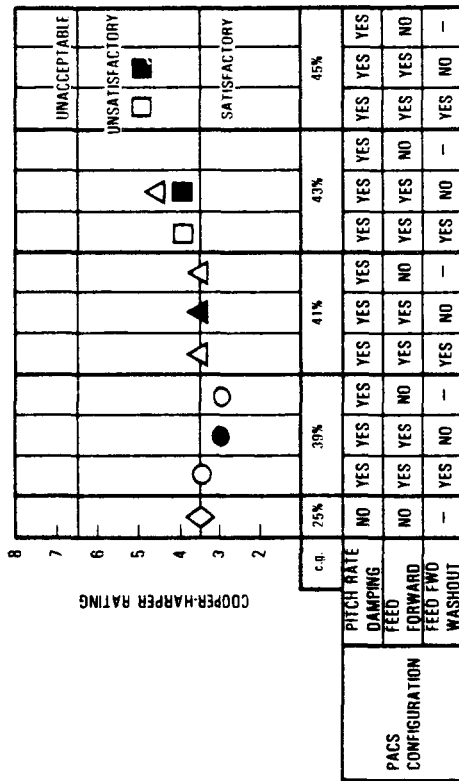 COOPER-HARPER RATING
8
7
6
5
4
3
2
UNACCEPTABLE
UNSATISFACTORY
SATISFACTORY
c.g. 25% 39% 41% 43% 45%
PACS
CONFIGURATION
PITCH RATE
DAMPING
NO YES YES YES YES YES YES YES YES YES YES YES YES
FEED
FORWARD
NO YES YES NO YES YES NO YES YES NO YES YES NO
FEED FWD
WASHOUT
– YES NO – YES NO – YES NO – YES NO –